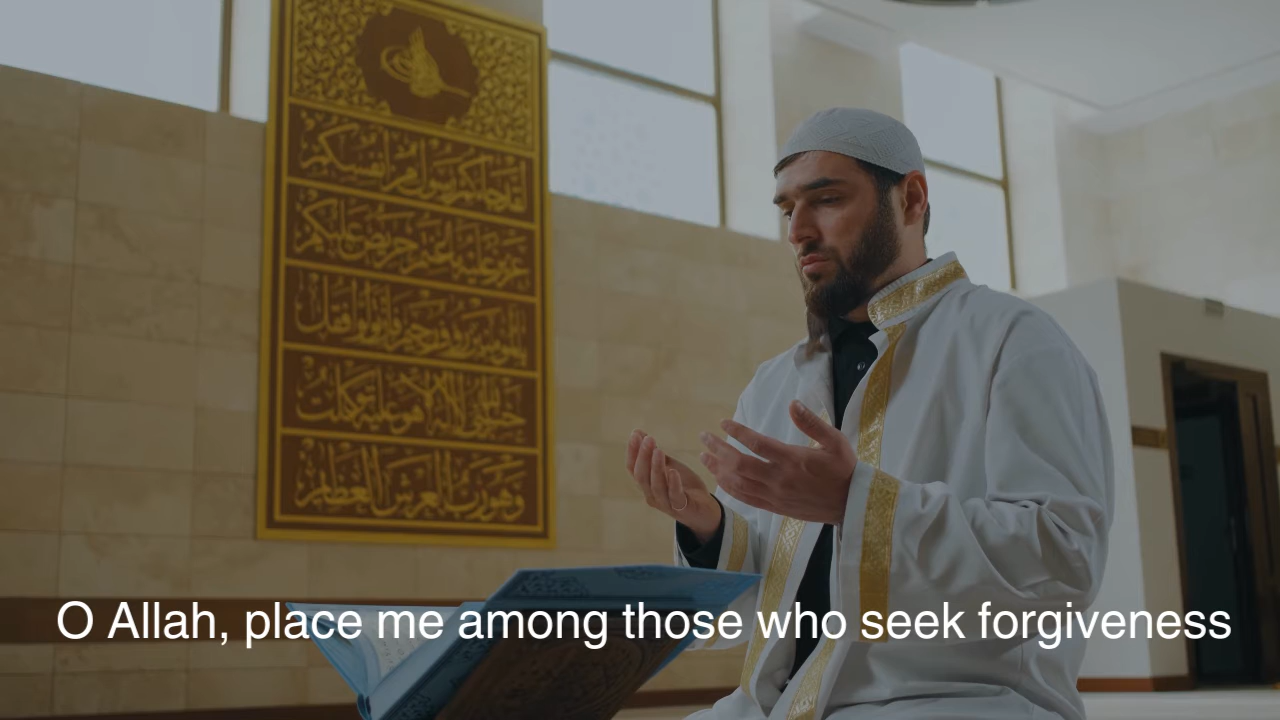 لقد جاءكم رسول من أنفسكم
عزيز عليه ما عنتم حريص عليكم
بالمؤمنين رؤوف رحيم فإن تولوا فقل
حسبي الله لا إله إلا هو عليه توكلت
وهو رب العرش العظيم
O Allah, place me among those who seek forgiveness